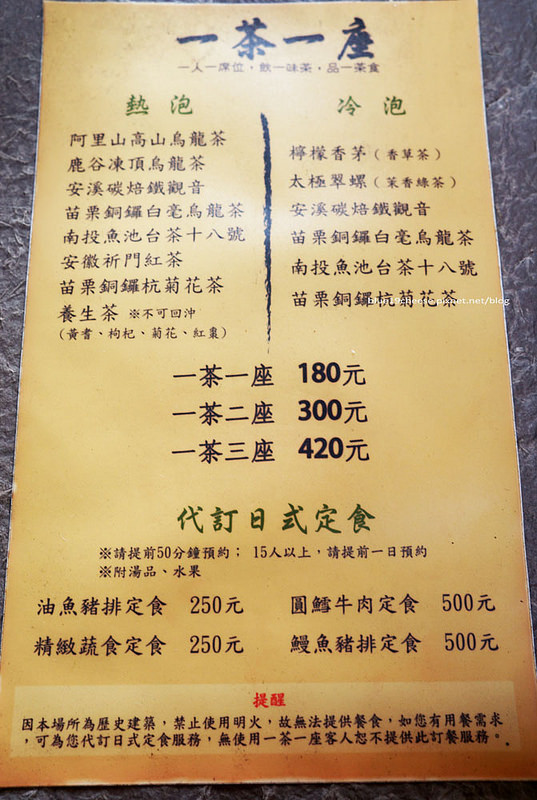 一茶一座
一人一席位，飲一味茶，品一茶食
熱泡
阿里山高山烏龍茶
鹿谷凍頂烏龍茶
安溪碳焙鐵觀音
苗栗銅鑼白毫烏龍茶
南投魚池台茶十八號
安徽祈門紅茶
苗栗銅鑼杭菊花茶
養生茶 ※不可回沖
(黃耆、枸杞、菊花、紅棗)
冷泡
檸檬香茅(香草茶)
太極翠螺(茉香綠茶)
安溪碳焙鐵觀音
苗栗銅鑼白毫烏龍茶
南投魚池台茶十八號
苗栗銅鑼杭菊花茶
一茶一座 180元
一茶二座 300元
一茶三座 420元
代訂日式定食
※請提前50分鐘預約； 15人以上，請提前一日預約
※附湯品、水果
油魚豬排定食 250元 圓鱈牛肉定食 500元
精緻蔬食定食 250元 鰻魚豬排定食 500元
提醒
因本場所為歷史建築，禁止使用明火，故無法提供餐食，如您有用餐需求
，可為您代訂日式定食服務，無使用一茶一座客人恕不提供此訂餐服務。